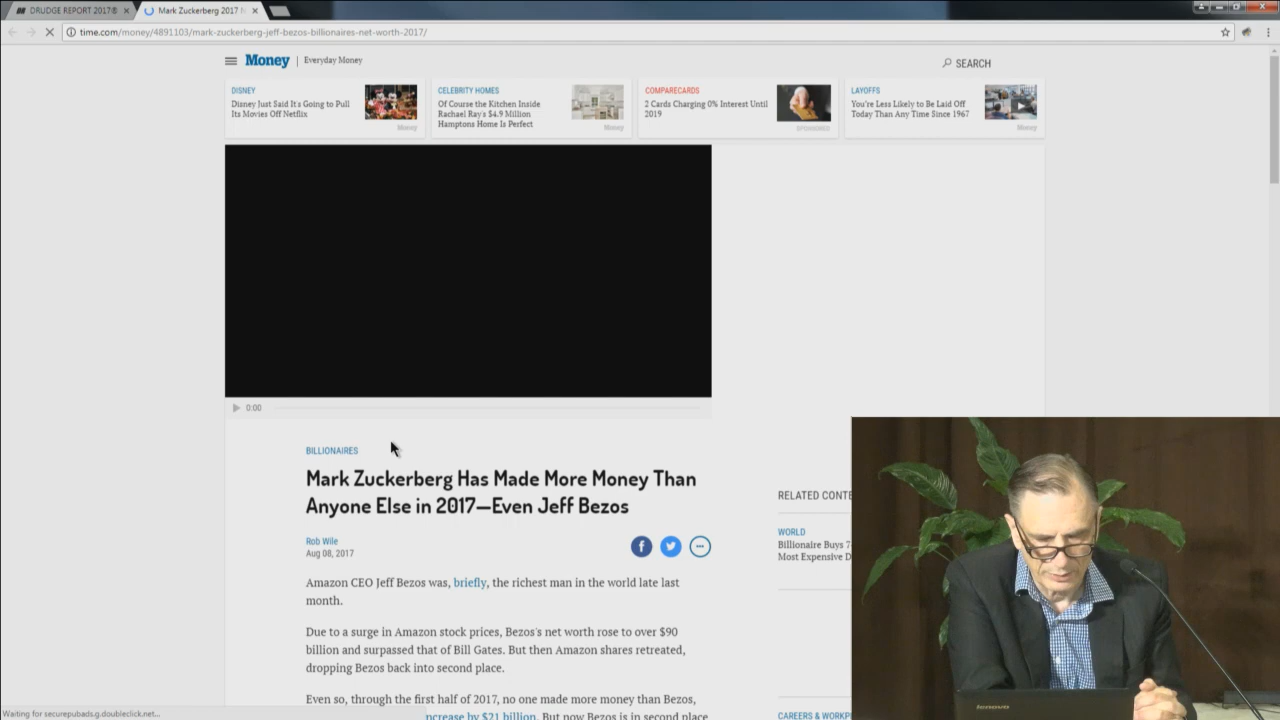 DRUDGE REPORT 2017®
Mark Zuckerberg 2017
time.com/money/4891103/mark-zuckerberg-jeff-bezos-billionaires-net-worth-2017/
Money | Everyday Money
SEARCH
DISNEY
Disney Just Said It's Going to Pull
Its Movies Off Netflix
Money
CELEBRITY HOMES
Of Course the Kitchen Inside
Rachael Ray's $4.9 Million
Hamptons Home Is Perfect
Money
COMPARECARDS
2 Cards Charging 0% Interest Until
2019
SPONSORED
LAYOFFS
You're Less Likely to Be Laid Off
Today Than Any Time Since 1967
Money
0:00
BILLIONAIRES
Mark Zuckerberg Has Made More Money Than
Anyone Else in 2017—Even Jeff Bezos
Rob Wile
Aug 08, 2017
Amazon CEO Jeff Bezos was, briefly, the richest man in the world late last
month.
Due to a surge in Amazon stock prices, Bezos's net worth rose to over $90
billion and surpassed that of Bill Gates. But then Amazon shares retreated,
dropping Bezos back into second place.
Even so, through the first half of 2017, no one made more money than Bezos,
increase by $21 billion. But now Bezos is in second place
RELATED CONTE
WORLD
Billionaire Buys 7
Most Expensive D
CAREERS & WORKP
Waiting for securepubads.g.doubleclick.net...
lenovo